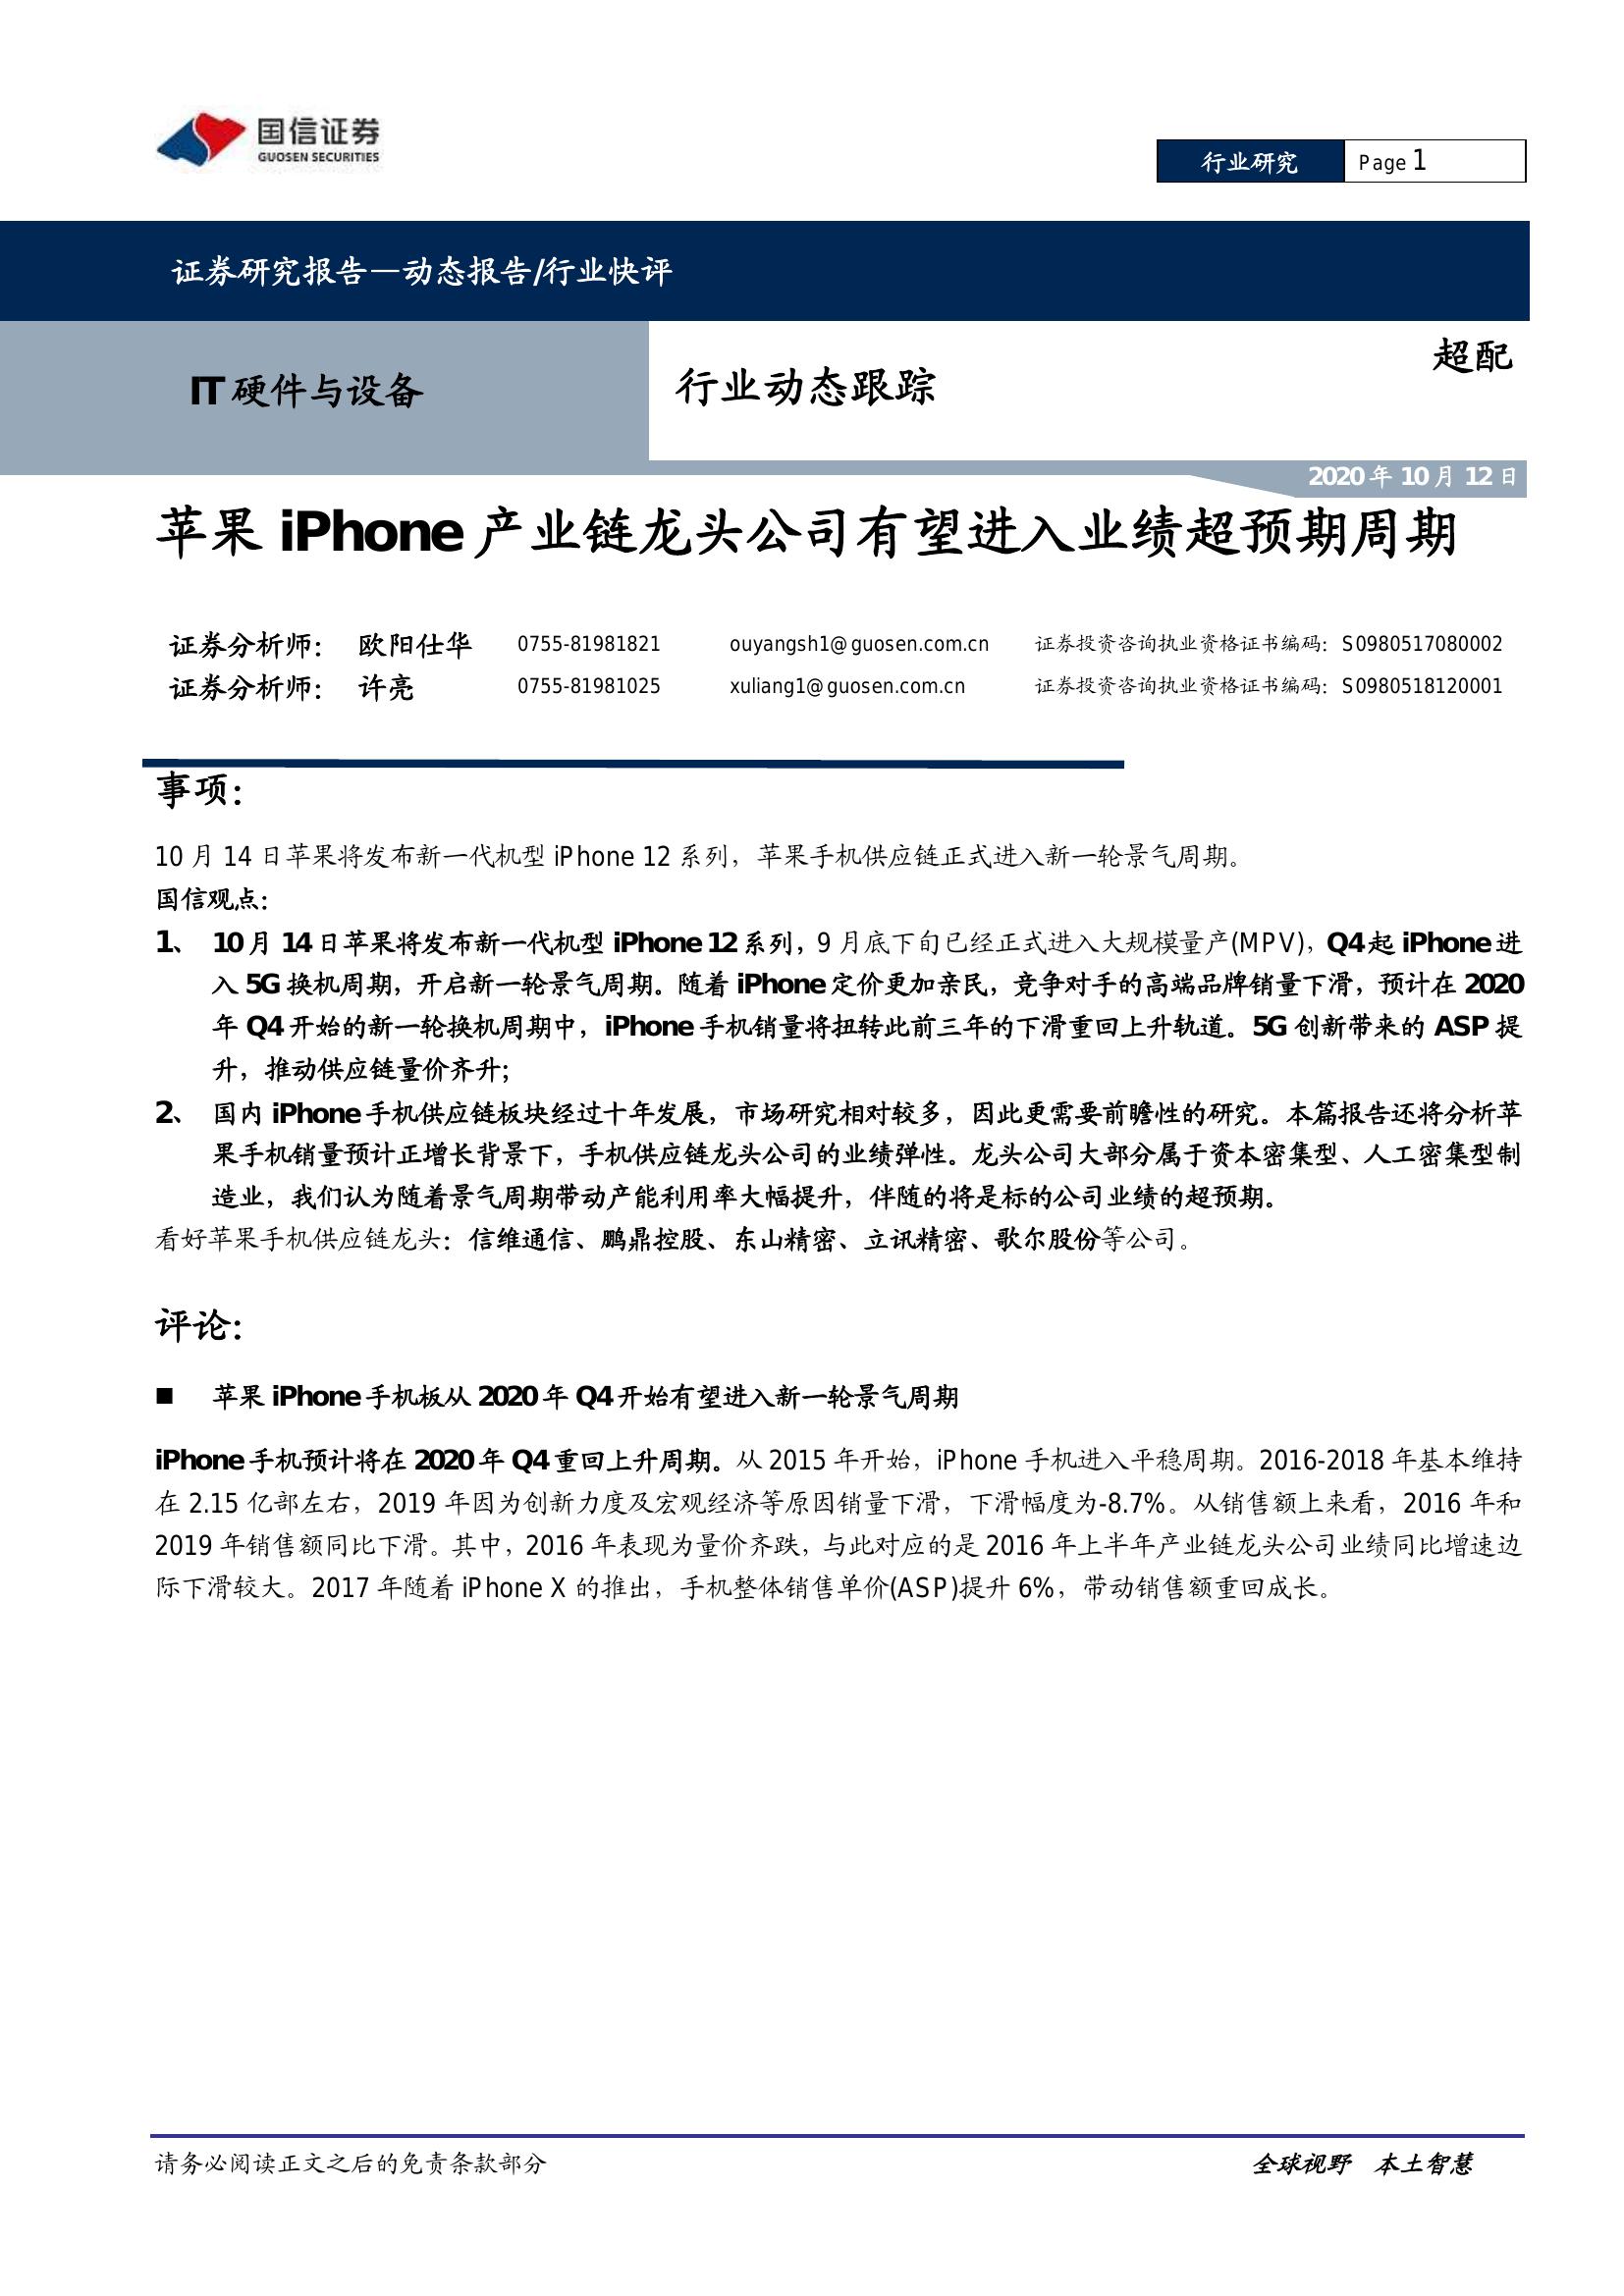 国信证券
GUOSEN SECURITIES
行业研究
Page 1
证券研究报告—动态报告/行业快评
IT 硬件与设备
行业动态跟踪
超配
2020 年 10 月 12 日
苹果 iPhone 产业链龙头公司有望进入业绩超预期周期
证券分析师： 欧阳仕华 0755-81981821 ouyangsh1@guosen.com.cn 证券投资咨询执业资格证书编码：S0980517080002
证券分析师： 许亮 0755-81981025 xuliang1@guosen.com.cn 证券投资咨询执业资格证书编码：S0980518120001
事项：
10 月 14 日苹果将发布新一代机型 iPhone 12 系列，苹果手机供应链正式进入新一轮景气周期。
国信观点：
1、 10 月 14 日苹果将发布新一代机型 iPhone 12 系列，9 月底下旬已经正式进入大规模量产(MPV)，Q4 起 iPhone 进
入 5G 换机周期，开启新一轮景气周期。随着 iPhone 定价更加亲民，竞争对手的高端品牌销量下滑，预计在 2020
年 Q4 开始的新一轮换机周期中，iPhone 手机销量将扭转此前三年的下滑重回上升轨道。5G 创新带来的 ASP 提
升，推动供应链量价齐升；
2、 国内 iPhone 手机供应链板块经过十年发展，市场研究相对较多，因此更需要前瞻性的研究。本篇报告还将分析苹
果手机销量预计正增长背景下，手机供应链龙头公司的业绩弹性。龙头公司大部分属于资本密集型、人工密集型制
造业，我们认为随着景气周期带动产能利用率大幅提升，伴随的将是标的公司业绩的超预期。
看好苹果手机供应链龙头：信维通信、鹏鼎控股、东山精密、立讯精密、歌尔股份等公司。
评论：
■ 苹果 iPhone 手机板从 2020 年 Q4 开始有望进入新一轮景气周期
iPhone 手机预计将在 2020 年 Q4 重回上升周期。从 2015 年开始，iPhone 手机进入平稳周期。2016-2018 年基本维持
在 2.15 亿部左右，2019 年因为创新力度及宏观经济等原因销量下滑，下滑幅度为-8.7%。从销售额上来看，2016 年和
2019 年销售额同比下滑。其中，2016 年表现为量价齐跌，与此对应的是 2016 年上半年产业链龙头公司业绩同比增速边
际下滑较大。2017 年随着 iPhone X 的推出，手机整体销售单价(ASP)提升 6%，带动销售额重回成长。
请务必阅读正文之后的免责条款部分
全球视野 本土智慧